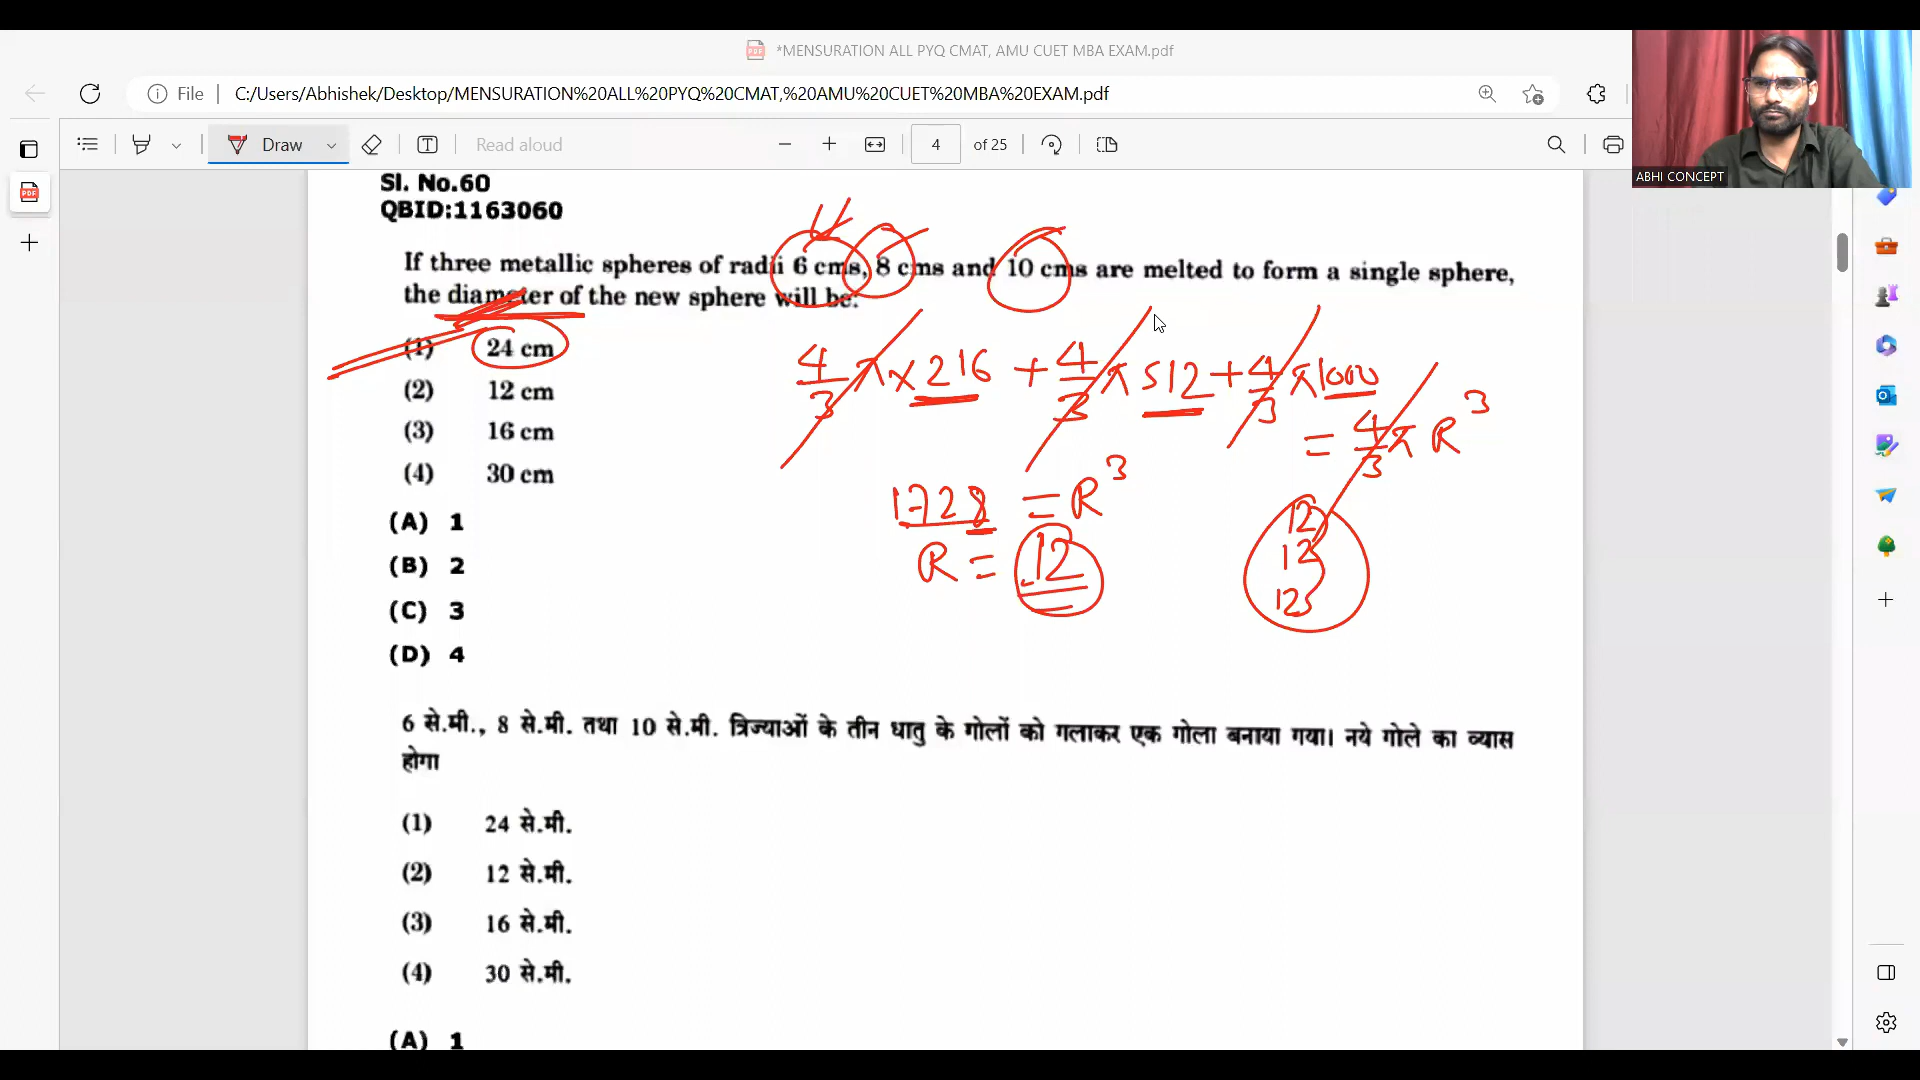 *MENSURATION ALL PYQ CMAT, AMU CUET MBA EXAM.pdf
File C:/Users/Abhishek/Desktop/MENSURATION%20ALL%20PYQ%20CMAT,%20AMU%20CUET%20MBA%20EXAM.pdf
Draw T Read aloud 4 of 25
ABHI CONCEPT
Sl. No.60
QBID:1163060
If three metallic spheres of radii 6 cms, 8 cms and 10 cms are melted to form a single sphere,
the diameter of the new sphere will be:
(1) 24 cm
(2) 12 cm
(3) 16 cm
(4) 30 cm
4/3 π × 216 + 4/3 π 512 + 4/3 π 1000
= 4/3 π R³
1728 = R³
R = 12
12
12
12
(A) 1
(B) 2
(C) 3
(D) 4
6 से.मी., 8 से.मी. तथा 10 से.मी. त्रिज्याओं के तीन धातु के गोलों को गलाकर एक गोला बनाया गया। नये गोले का व्यास
होगा
(1) 24 से.मी.
(2) 12 से.मी.
(3) 16 से.मी.
(4) 30 से.मी.
(A) 1